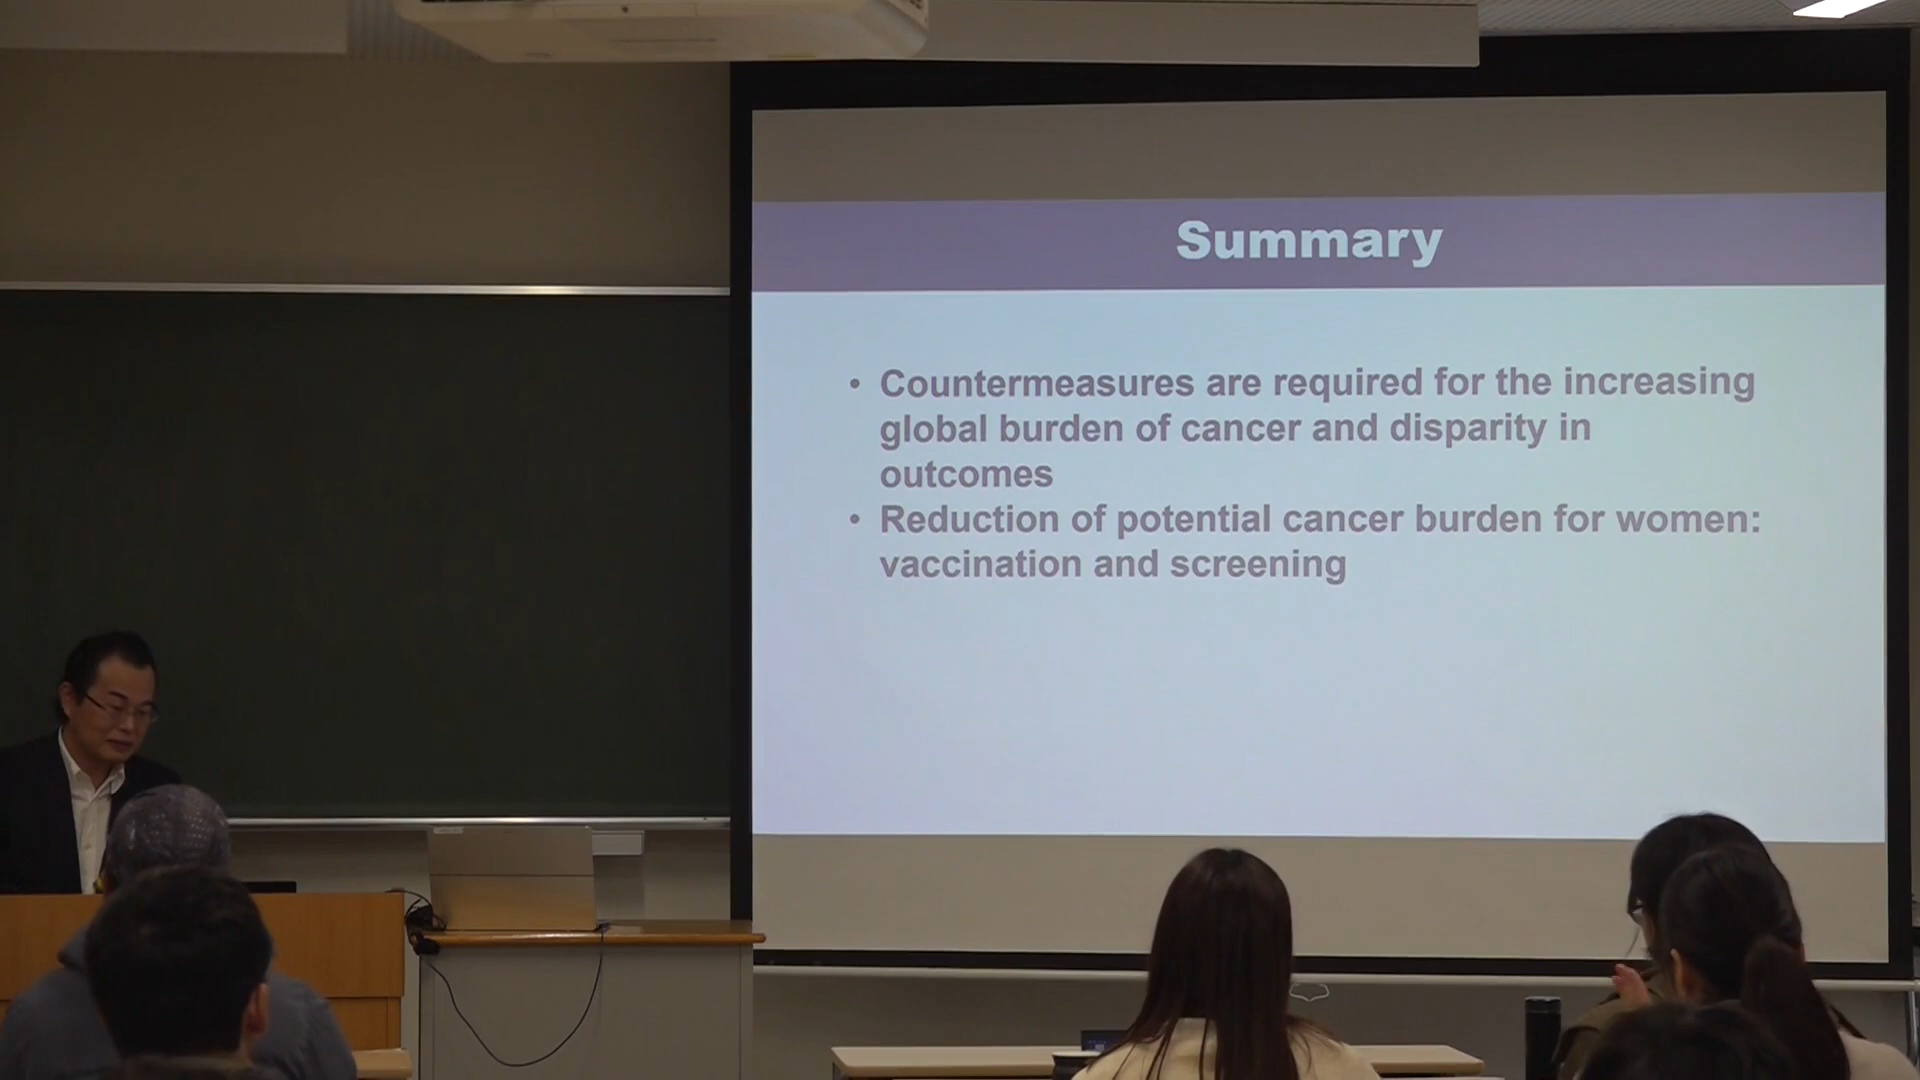 Summary
• Countermeasures are required for the increasing
global burden of cancer and disparity in
outcomes
• Reduction of potential cancer burden for women:
vaccination and screening